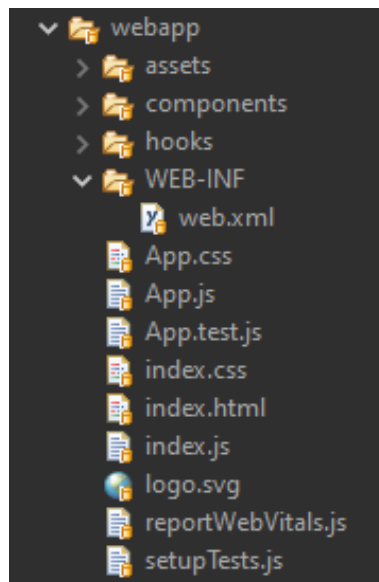 webapp
assets
components
hooks
WEB-INF
web.xml
App.css
App.js
App.test.js
index.css
index.html
index.js
logo.svg
reportWebVitals.js
setupTests.js